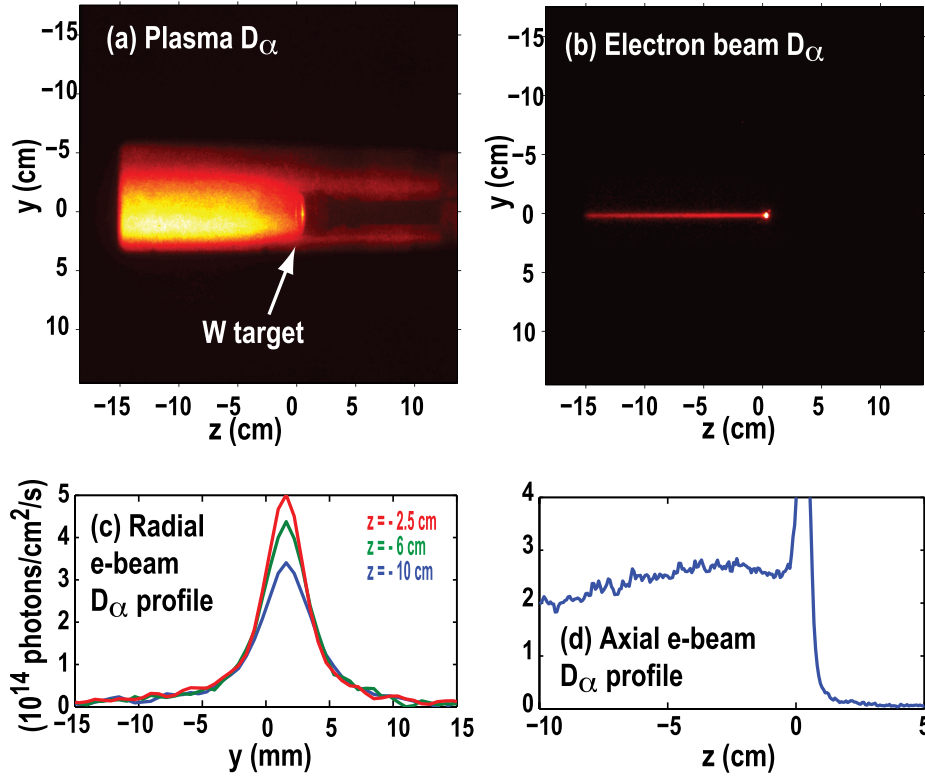 (a) Plasma Dα
−15
−10
−5
0
5
10
y (cm)
W target
−15 −10 −5 0 5 10
z (cm)
(b) Electron beam Dα
−15
−10
−5
0
5
10
y (cm)
−15 −10 −5 0 5 10
z (cm)
(c) Radial
e-beam
Dα profile
z = - 2.5 cm
z = - 6 cm
z = - 10 cm
5
4
3
2
1
0
(10¹⁴ photons/cm²/s)
−15 −10 −5 0 5 10 15
y (mm)
(d) Axial e-beam
Dα profile
4
3
2
1
0
−10 −5 0 5
z (cm)